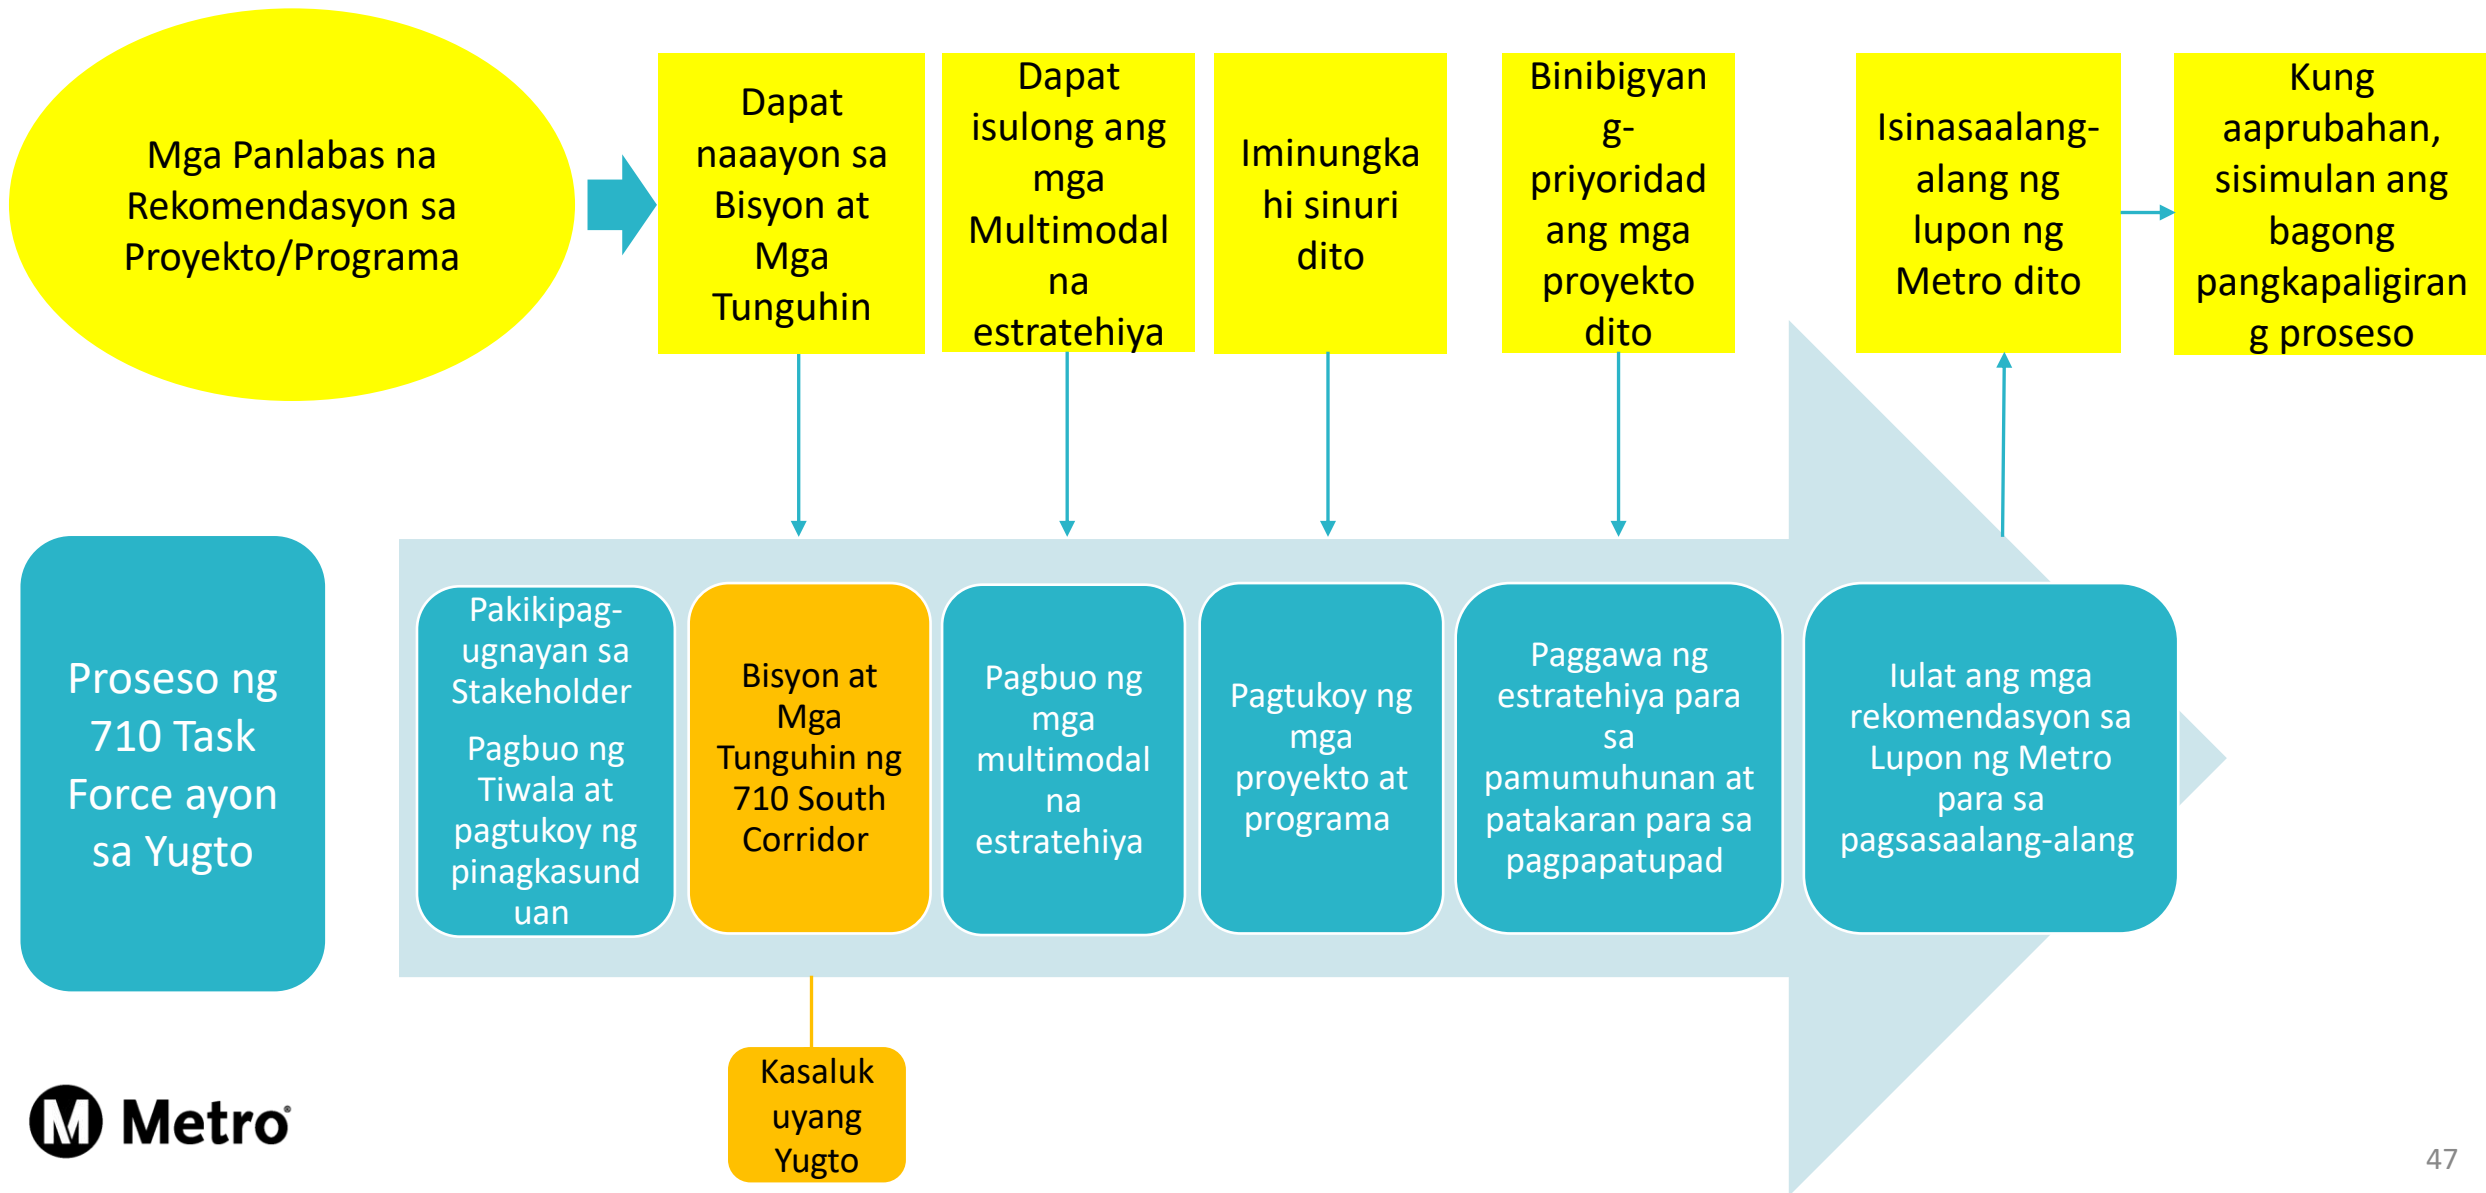 Mga Panlabas na
Rekomendasyon sa
Proyekto/Programa
Dapat
naaayon sa
Bisyon at
Mga
Tunguhin
Dapat
isulong ang
mga
Multimodal
na
estratehiya
Iminungka
hi sinuri
dito
Binibigyan
g-
priyoridad
ang mga
proyekto
dito
Isinasaalang-
alang ng
lupon ng
Metro dito
Kung
aaprubahan,
sisimulan ang
bagong
pangkapaligiran
g proseso
Proseso ng
710 Task
Force ayon
sa Yugto
Pakikipag-
ugnayan sa
Stakeholder
Pagbuo ng
Tiwala at
pagtukoy ng
pinagkasund
uan
Bisyon at
Mga
Tunguhin ng
710 South
Corridor
Pagbuo ng
mga
multimodal
na
estratehiya
Pagtukoy ng
mga
proyekto at
programa
Paggawa ng
estratehiya para
sa
pamumuhunan at
patakaran para sa
pagpapatupad
Iulat ang mga
rekomendasyon sa
Lupon ng Metro
para sa
pagsasaalang-alang
Kasaluk
uyang
Yugto
M Metro
47